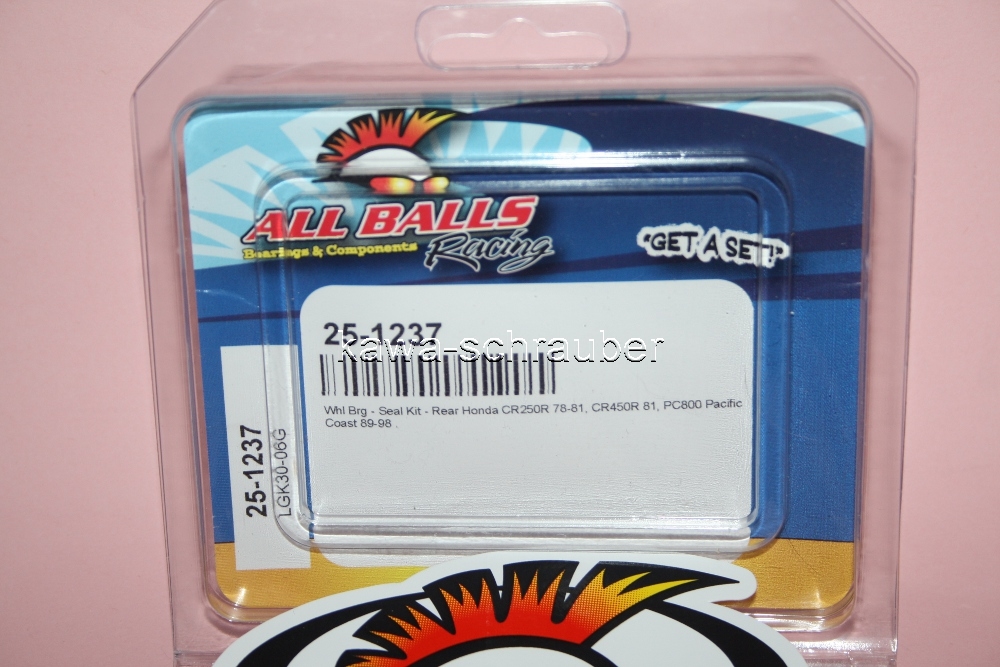 ALL BALLS
Bearings & Components
Racing
"GET A SET!"
25-1237
kawa-schrauber
Whl Brg - Seal Kit - Rear Honda CR250R 78-81, CR450R 81, PC800 Pacific
Coast 89-98 .
25-1237
LGK30-06G